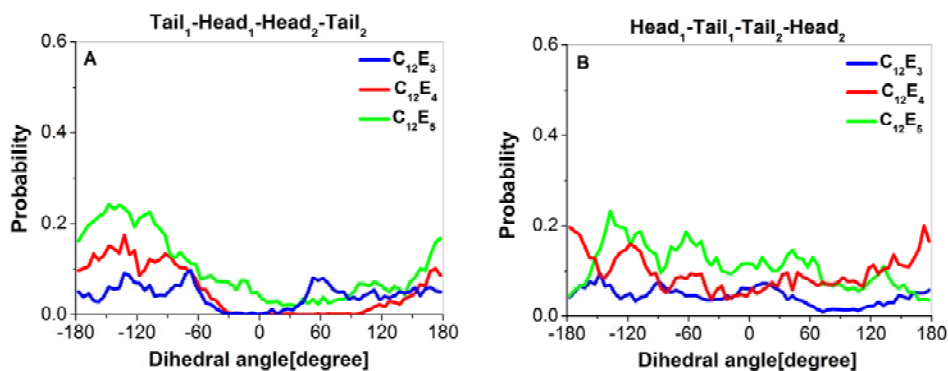 Tail₁-Head₁-Head₂-Tail₂
A
C₁₂E₃
C₁₂E₄
C₁₂E₅
0.6
0.4
0.2
0.0
Probability
-180 -120 -60 0 60 120 180
Dihedral angle[degree]
Head₁-Tail₁-Tail₂-Head₂
B
C₁₂E₃
C₁₂E₄
C₁₂E₅
0.6
0.4
0.2
0.0
Probability
-180 -120 -60 0 60 120 180
Dihedral angle[degree]